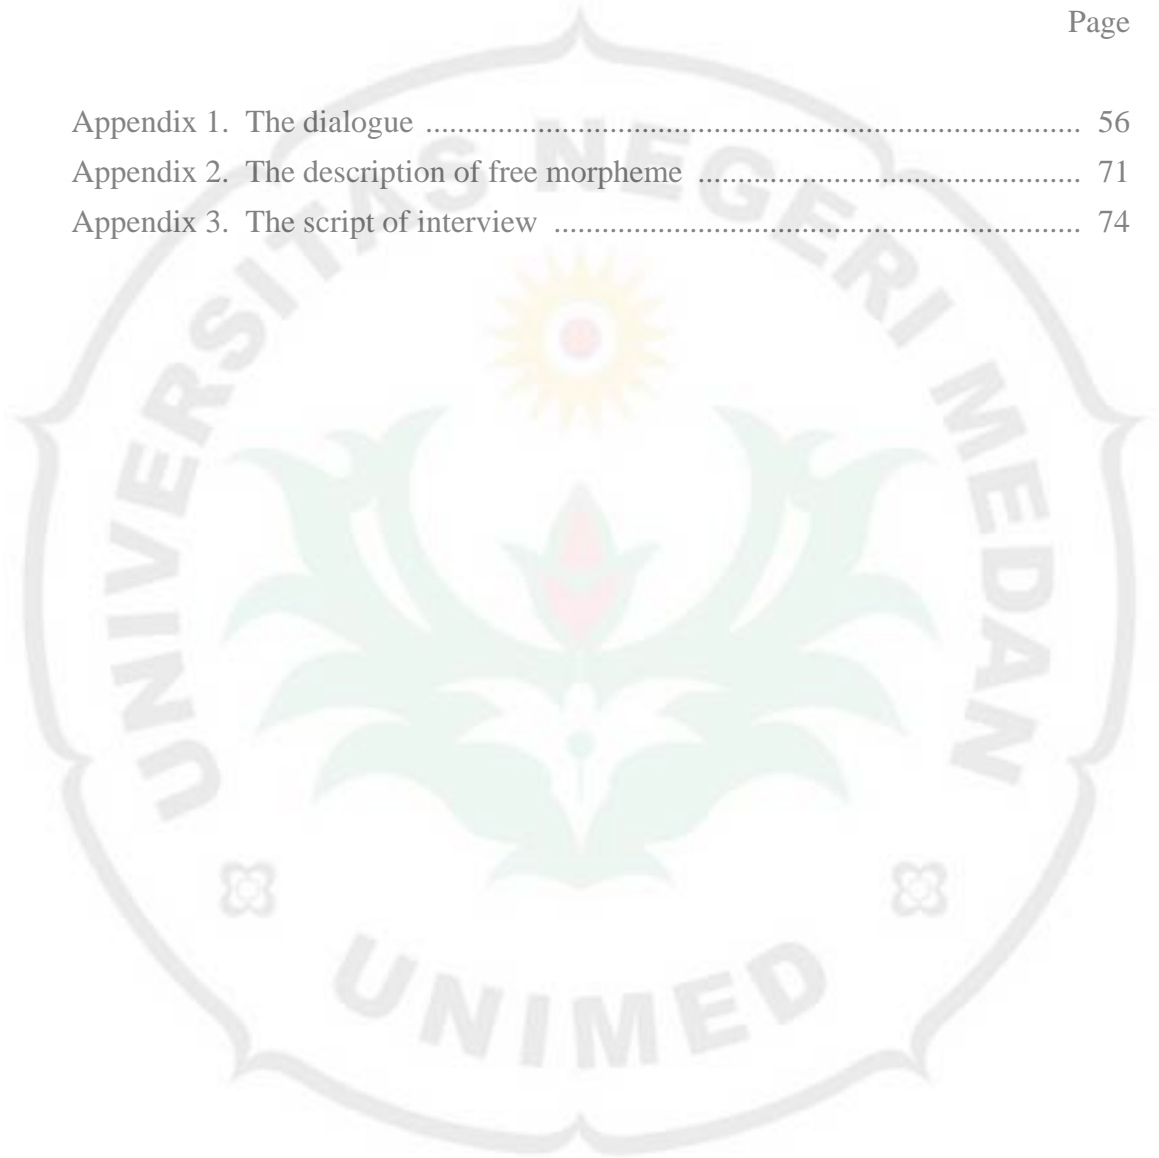 Page
Appendix 1. The dialogue .................................................................................. 56
Appendix 2. The description of free morpheme ................................................ 71
Appendix 3. The script of interview .................................................................. 74
UNIVERSITAS NEGERI MEDAN
UNIMED